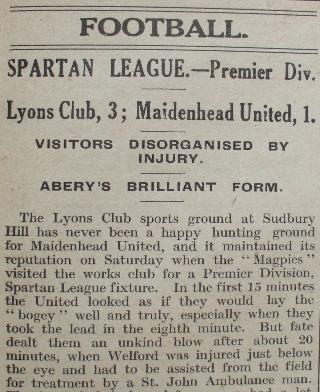 FOOTBALL.
SPARTAN LEAGUE.—Premier Div.
Lyons Club, 3; Maidenhead United, 1.
VISITORS DISORGANISED BY
INJURY.
ABERY'S BRILLIANT FORM.
The Lyons Club sports ground at Sudbury
Hill has never been a happy hunting ground
for Maidenhead United, and it maintained its
reputation on Saturday when the "Magpies"
visited the works club for a Premier Division,
Spartan League fixture. In the first 15 minutes
the United looked as if they would lay the
"bogey" well and truly, especially when they
took the lead in the eighth minute. But fate
dealt them an unkind blow after about 20
minutes, when Welford was injured just below
the eye and had to be assisted from the field
for treatment by a St. John Ambulance man.